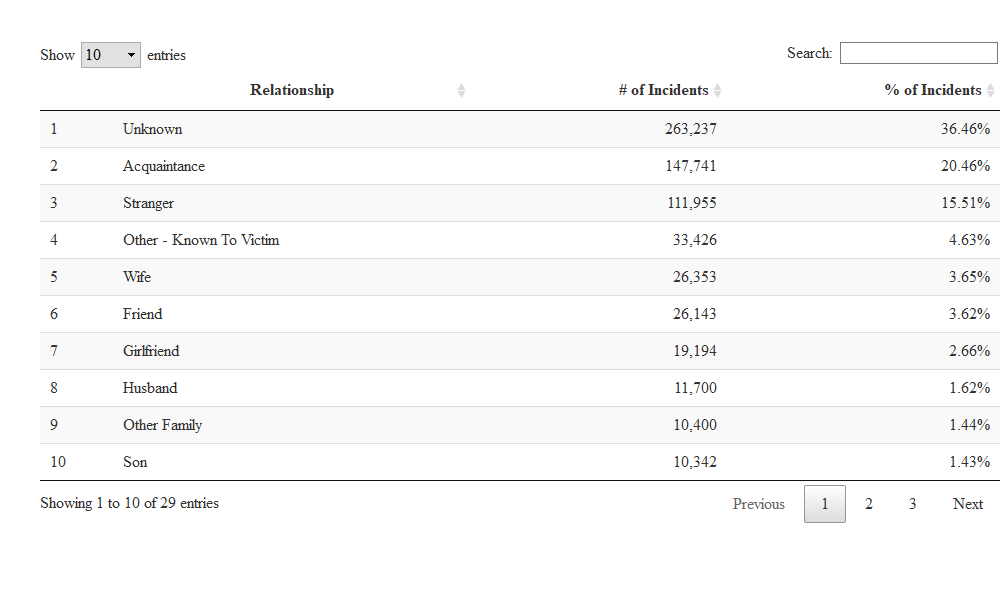 Show 10 entries Search:
Relationship # of Incidents % of Incidents
1 Unknown 263,237 36.46%
2 Acquaintance 147,741 20.46%
3 Stranger 111,955 15.51%
4 Other - Known To Victim 33,426 4.63%
5 Wife 26,353 3.65%
6 Friend 26,143 3.62%
7 Girlfriend 19,194 2.66%
8 Husband 11,700 1.62%
9 Other Family 10,400 1.44%
10 Son 10,342 1.43%
Showing 1 to 10 of 29 entries Previous 1 2 3 Next